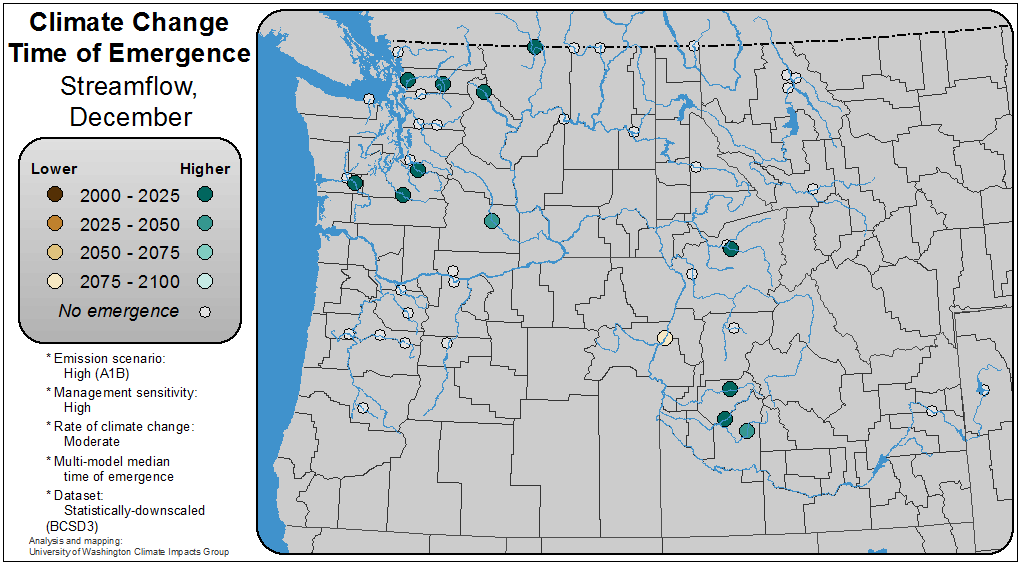 Climate Change
Time of Emergence
Streamflow,
December
Lower Higher
2000 - 2025
2025 - 2050
2050 - 2075
2075 - 2100
No emergence
* Emission scenario:
High (A1B)
* Management sensitivity:
High
* Rate of climate change:
Moderate
* Multi-model median
time of emergence
* Dataset:
Statistically-downscaled
(BCSD3)
Analysis and mapping:
University of Washington Climate Impacts Group